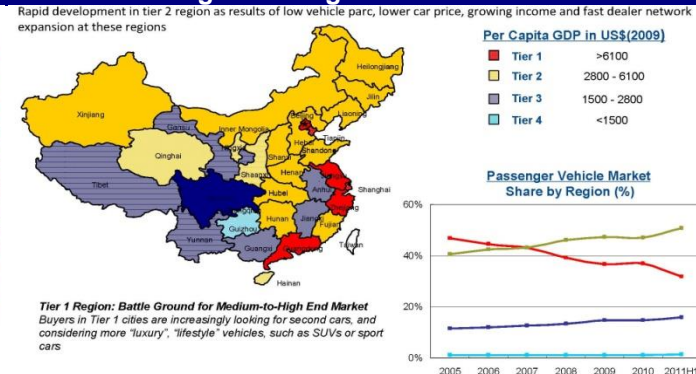 Rapid development in tier 2 region as results of low vehicle parc, lower car price, growing income and fast dealer network
expansion at these regions
Per Capita GDP in US$(2009)
Tier 1 >6100
Tier 2 2800 - 6100
Tier 3 1500 - 2800
Tier 4 <1500
Heilongjiang
Jilin
Liaoning
Xinjiang
Gansu
Inner Mongolia
Beijing
Tianjin
Hebei
Shandong
Shanxi
Qinghai
Shaanxi
Henan
Tibet
Hubei
Anhui
Shanghai
Hunan
Guizhou
Fujian
Yunnan
Guangxi
Taiwan
Hainan
Passenger Vehicle Market
Share by Region (%)
60%
40%
20%
0%
2005 2006 2007 2008 2009 2010 2011H1
Tier 1 Region: Battle Ground for Medium-to-High End Market
Buyers in Tier 1 cities are increasingly looking for second cars, and
considering more “luxury”, “lifestyle” vehicles, such as SUVs or sport
cars